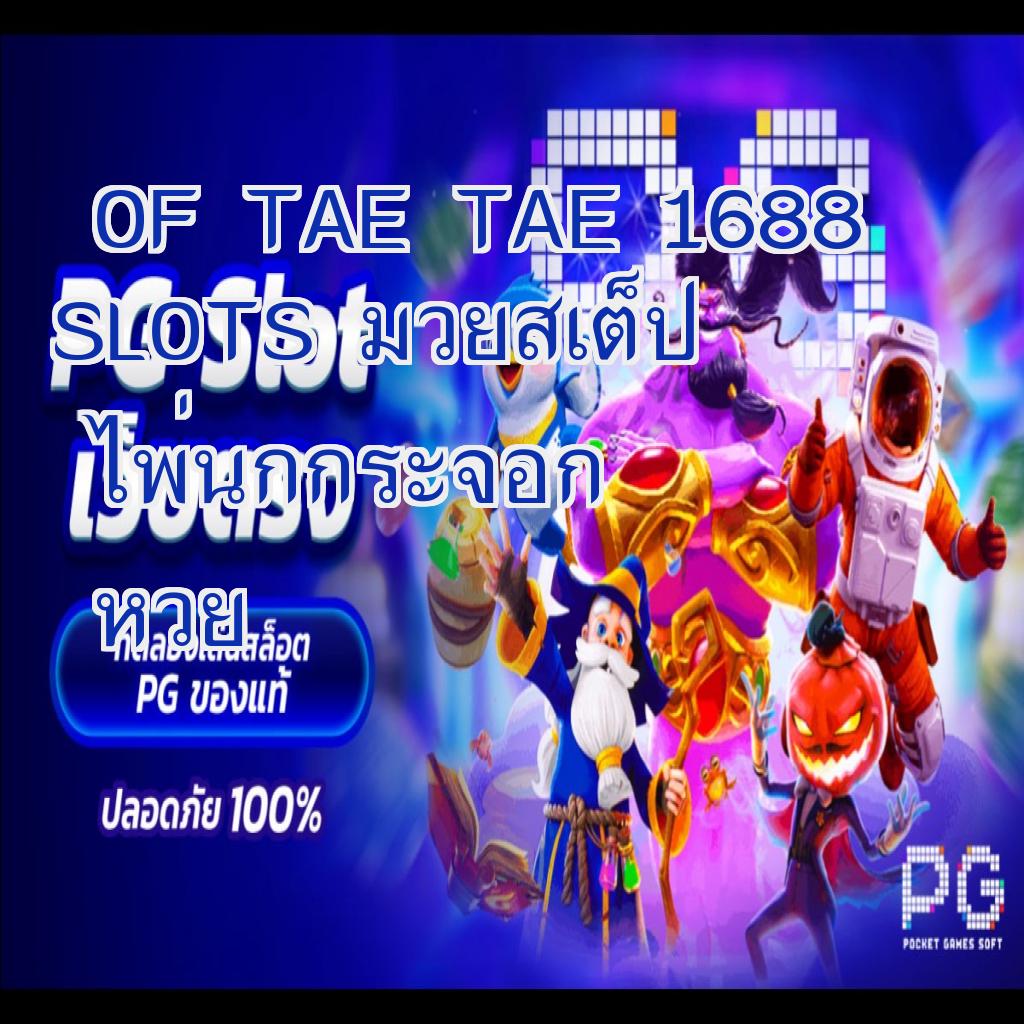 OF TAE TAE 1688
SLOTS มวยสเต็ป
PG Slot
ไพ่นกกระจอก
หวย
PG ของแท้
ปลอดภัย 100%
PG
POCKET GAMES SOFT